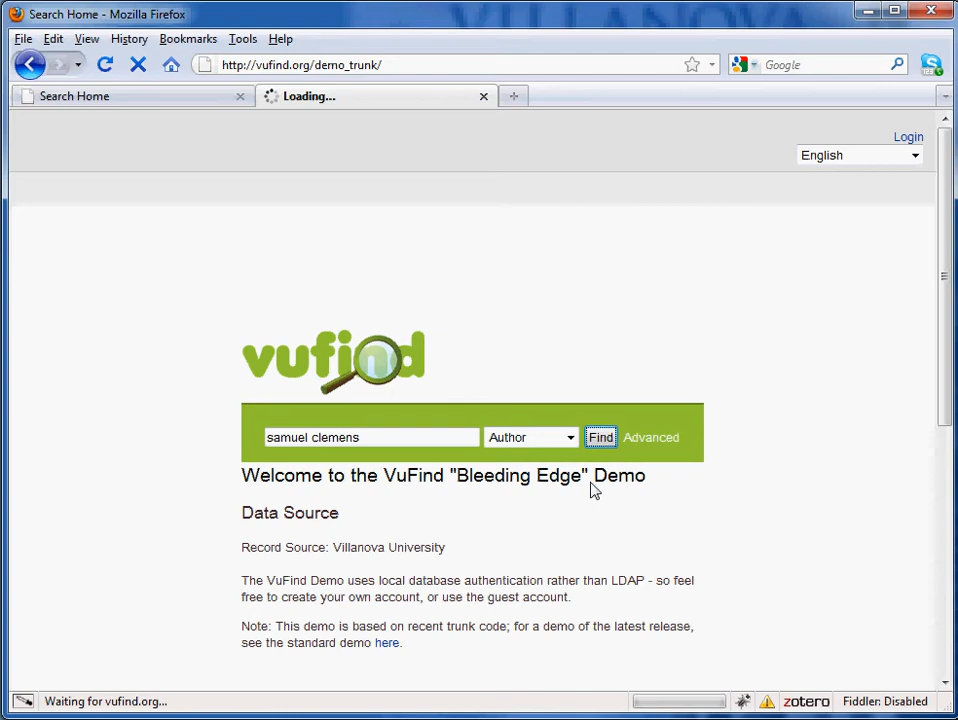 VILLANOVA
Search Home - Mozilla Firefox
File Edit View History Bookmarks Tools Help
http://vufind.org/demo_trunk/
Google
Search Home
Loading...
Login
English
vufind
samuel clemens
Author
Find
Advanced
Welcome to the VuFind "Bleeding Edge" Demo
Data Source
Record Source: Villanova University
The VuFind Demo uses local database authentication rather than LDAP - so feel
free to create your own account, or use the guest account.
Note: This demo is based on recent trunk code; for a demo of the latest release,
see the standard demo here.
Waiting for vufind.org...
zotero
Fiddler: Disabled